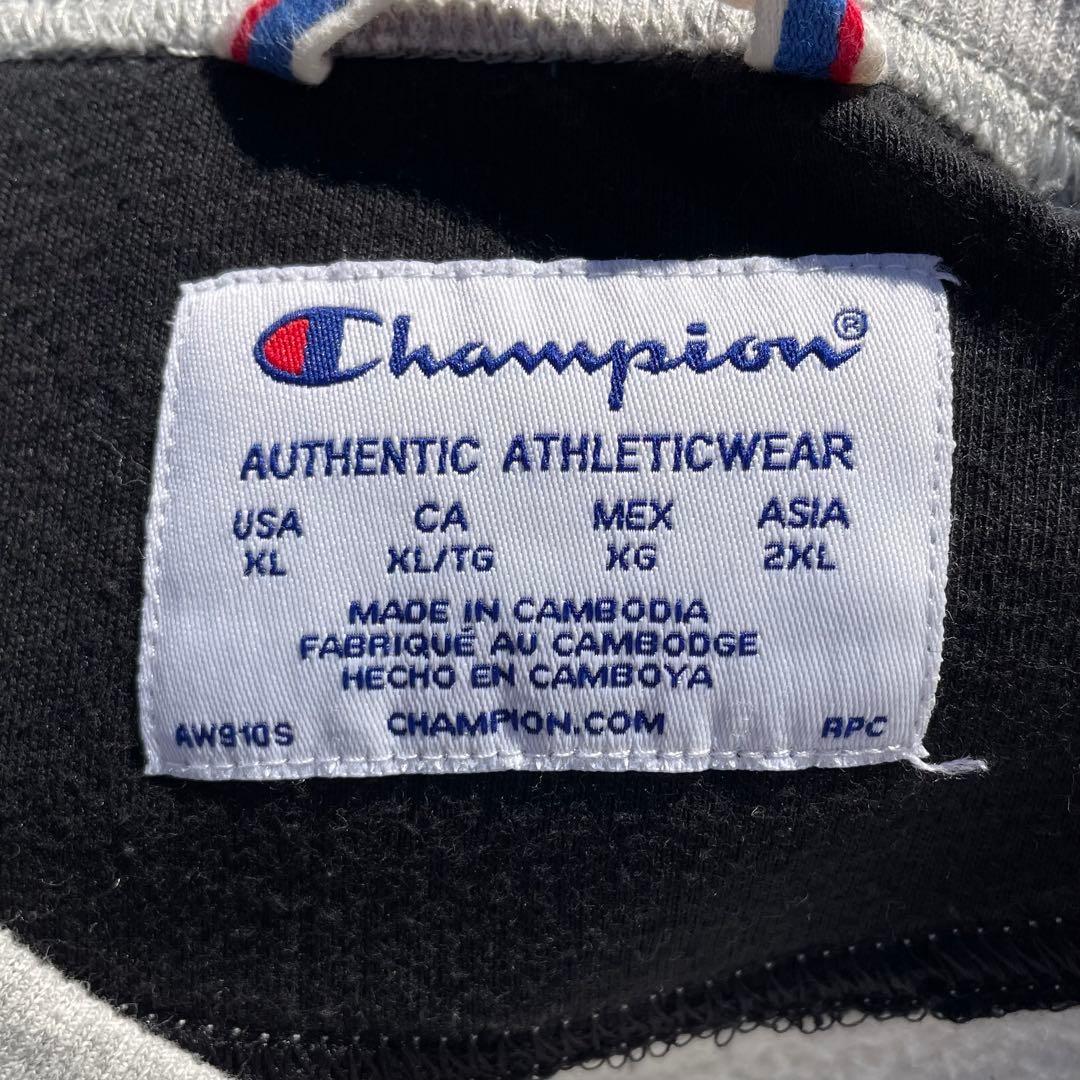 Champion®
AUTHENTIC ATHLETICWEAR
USA CA MEX ASIA
XL XL/TG XG 2XL
MADE IN CAMBODIA
FABRIQUÉ AU CAMBODGE
HECHO EN CAMBOYA
AW910S CHAMPION.COM RPC